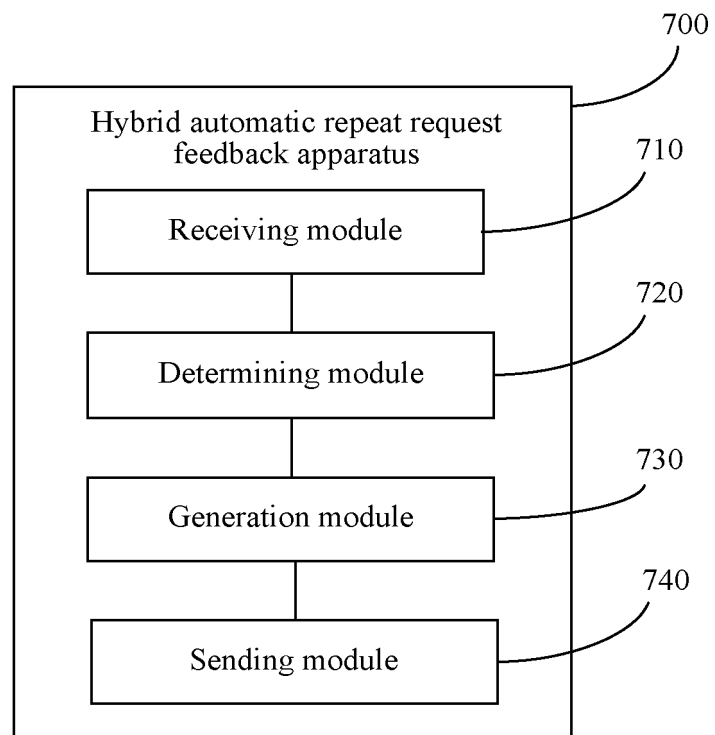 700
Hybrid automatic repeat request
feedback apparatus
710
Receiving module
720
Determining module
730
Generation module
740
Sending module